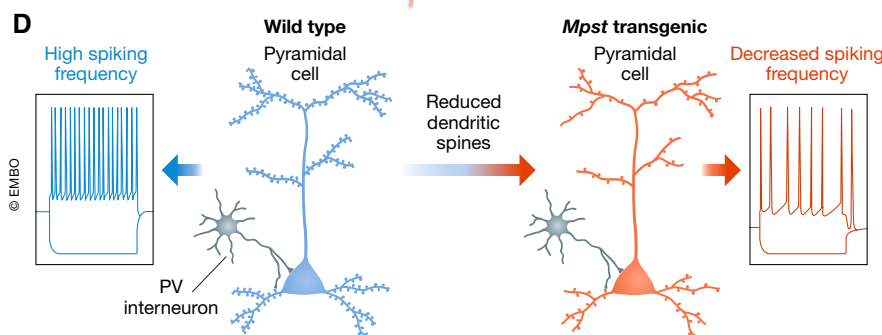 D
Wild type
Mpst transgenic
High spiking
frequency
Pyramidal
cell
Reduced
dendritic
spines
Pyramidal
cell
Decreased spiking
frequency
© EMBO
PV
interneuron